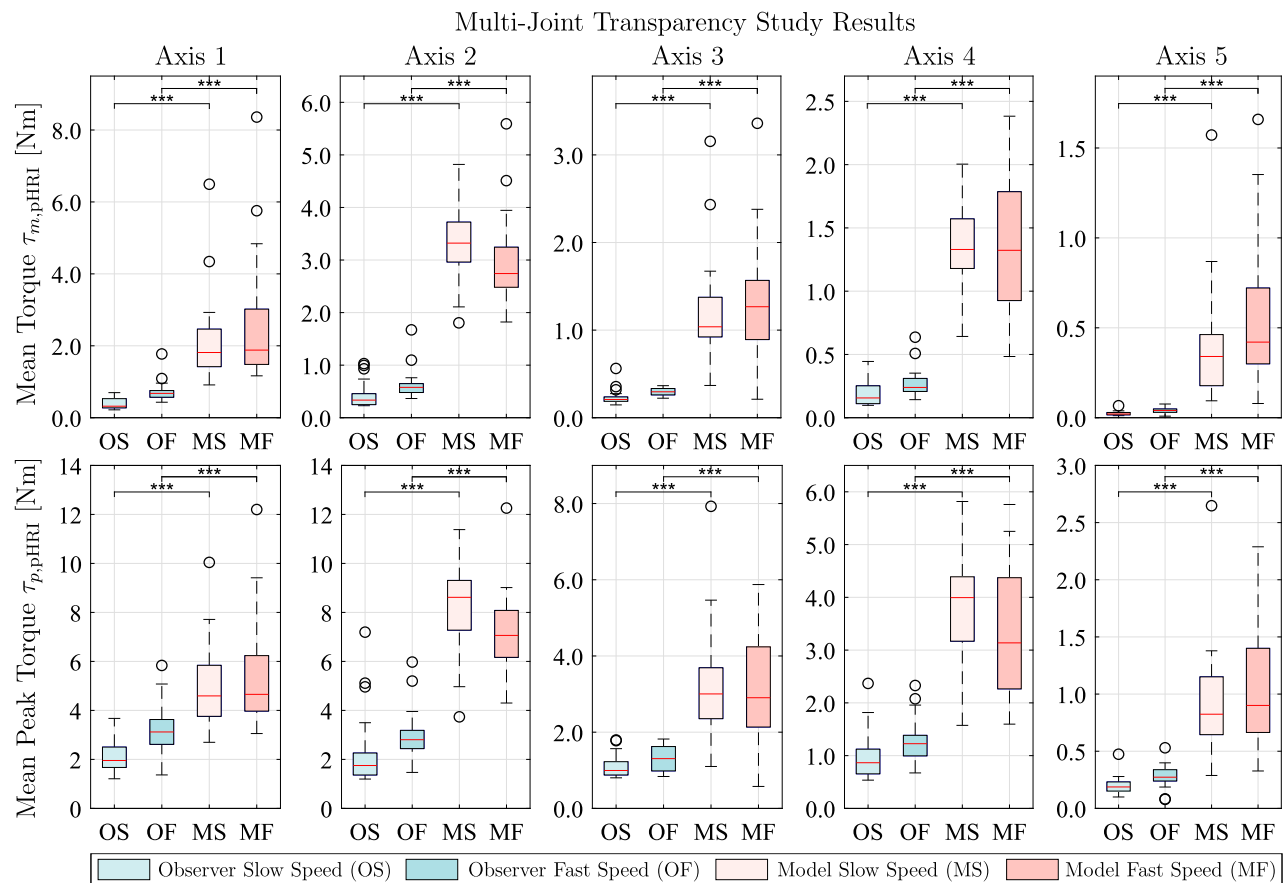 Multi-Joint Transparency Study Results
Axis 1 Axis 2 Axis 3 Axis 4 Axis 5
Mean Torque τm,pHRI [Nm]
*** *** *** *** ***
*** *** *** *** ***
8.0 6.0 4.0 2.0 0.0
6.0 5.0 4.0 3.0 2.0 1.0 0.0
3.0 2.0 1.0 0.0
2.5 2.0 1.5 1.0 0.5 0.0
1.5 1.0 0.5 0.0
OS OF MS MF OS OF MS MF OS OF MS MF OS OF MS MF OS OF MS MF
Mean Peak Torque τp,pHRI [Nm]
*** *** *** *** ***
*** *** *** *** ***
14 12 10 8 6 4 2 0
14 12 10 8 6 4 2 0
8.0 6.0 4.0 2.0 0.0
6.0 5.0 4.0 3.0 2.0 1.0 0.0
3.0 2.5 2.0 1.5 1.0 0.5 0.0
OS OF MS MF OS OF MS MF OS OF MS MF OS OF MS MF OS OF MS MF
Observer Slow Speed (OS) Observer Fast Speed (OF) Model Slow Speed (MS) Model Fast Speed (MF)